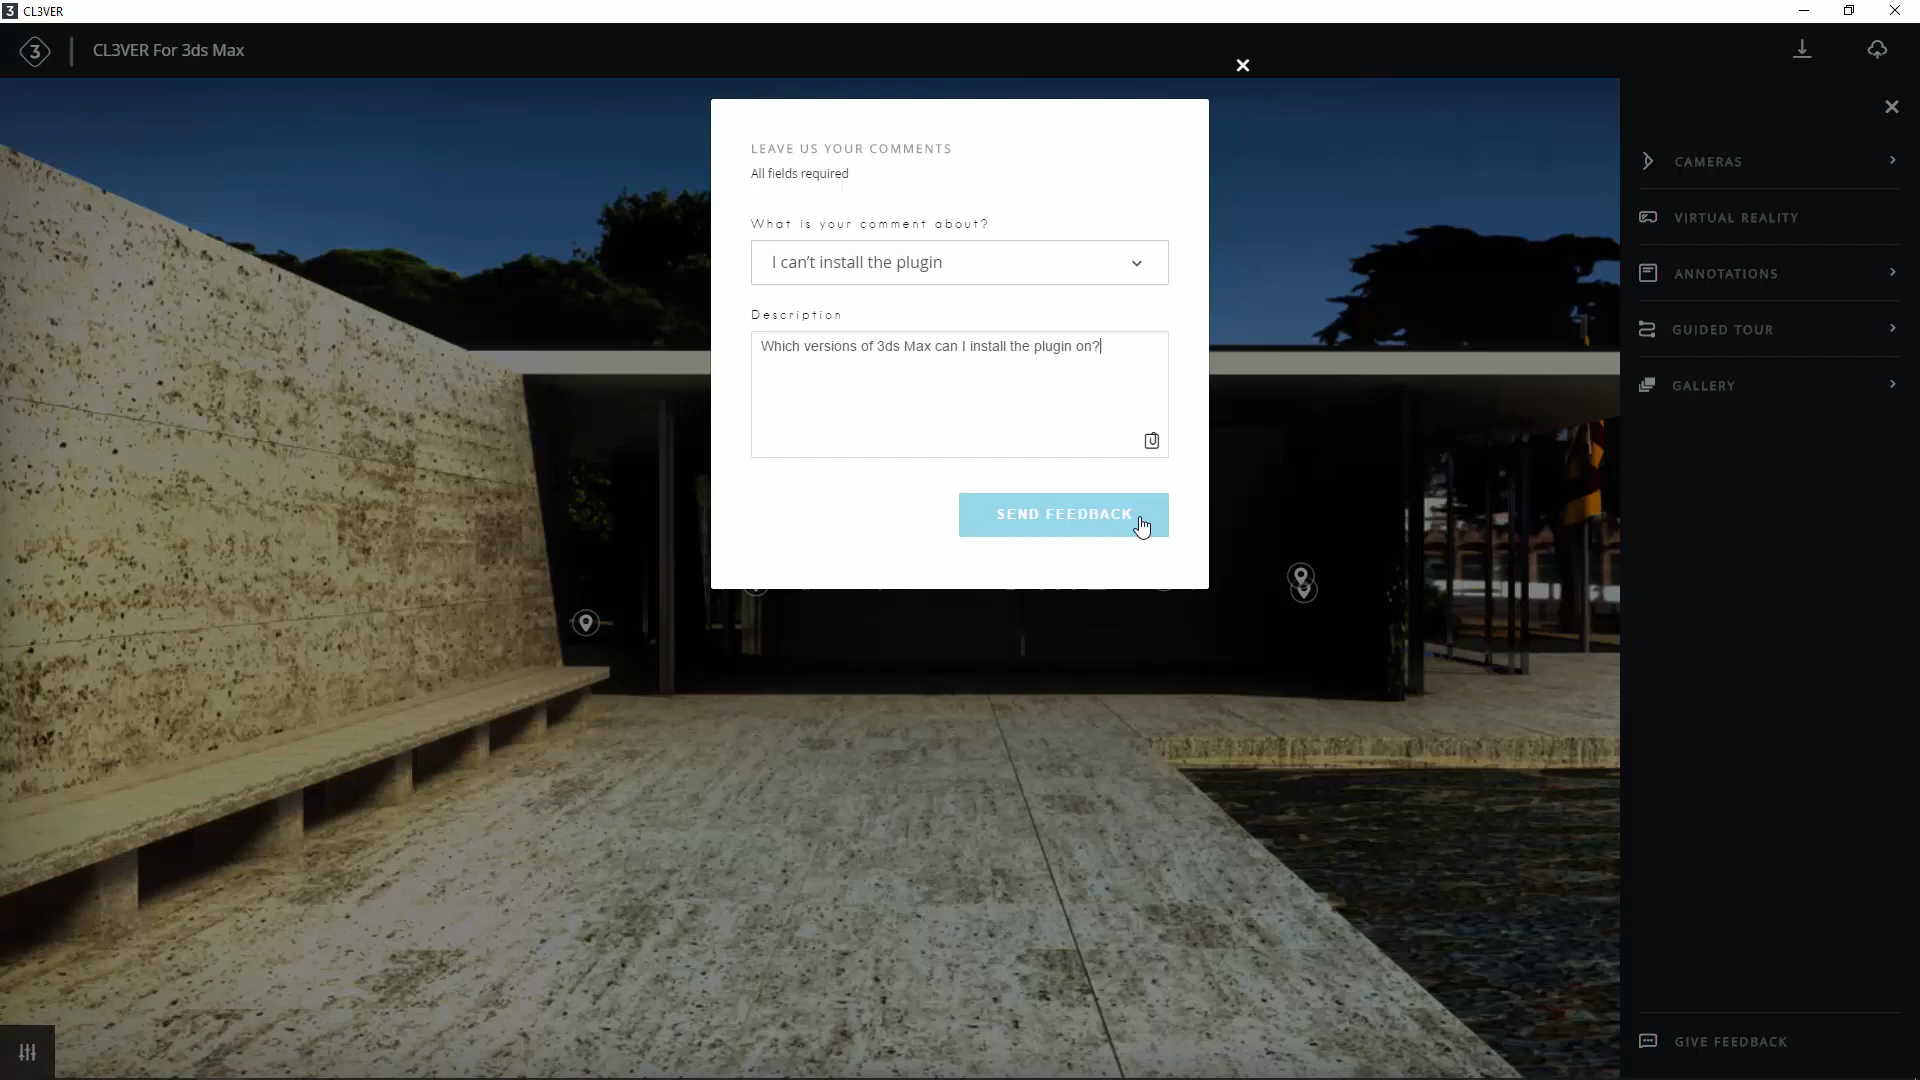 3 CL3VER
3 CL3VER For 3ds Max
LEAVE US YOUR COMMENTS
All fields required
What is your comment about?
I can't install the plugin
Description
Which versions of 3ds Max can I install the plugin on?
SEND FEEDBACK
CAMERAS
VIRTUAL REALITY
ANNOTATIONS
GUIDED TOUR
GALLERY
GIVE FEEDBACK